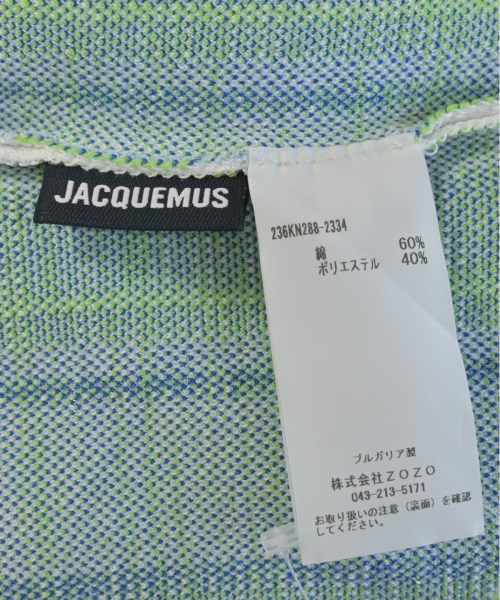 JACQUEMUS
236KN288-2334
綿 60%
ポリエステル 40%
ブルガリア製
株式会社ZOZO
043-213-5171
お取り扱いの注意(裏面)を確認
してください。